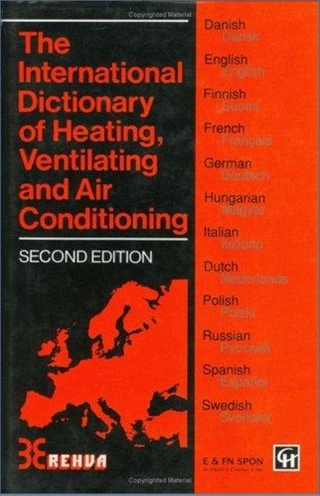 Copyrighted Material
The
International
Dictionary
of Heating,
Ventilating
and Air
Conditioning
SECOND EDITION
Danish
Dansk
English
English
Finnish
Suomi
French
Français
German
Deutsch
Hungarian
Magyar
Italian
Italiano
Dutch
Nederlands
Polish
Polski
Russian
Русский
Spanish
Español
Swedish
Svenska
REHVA
E & FN SPON
Copyrighted Material